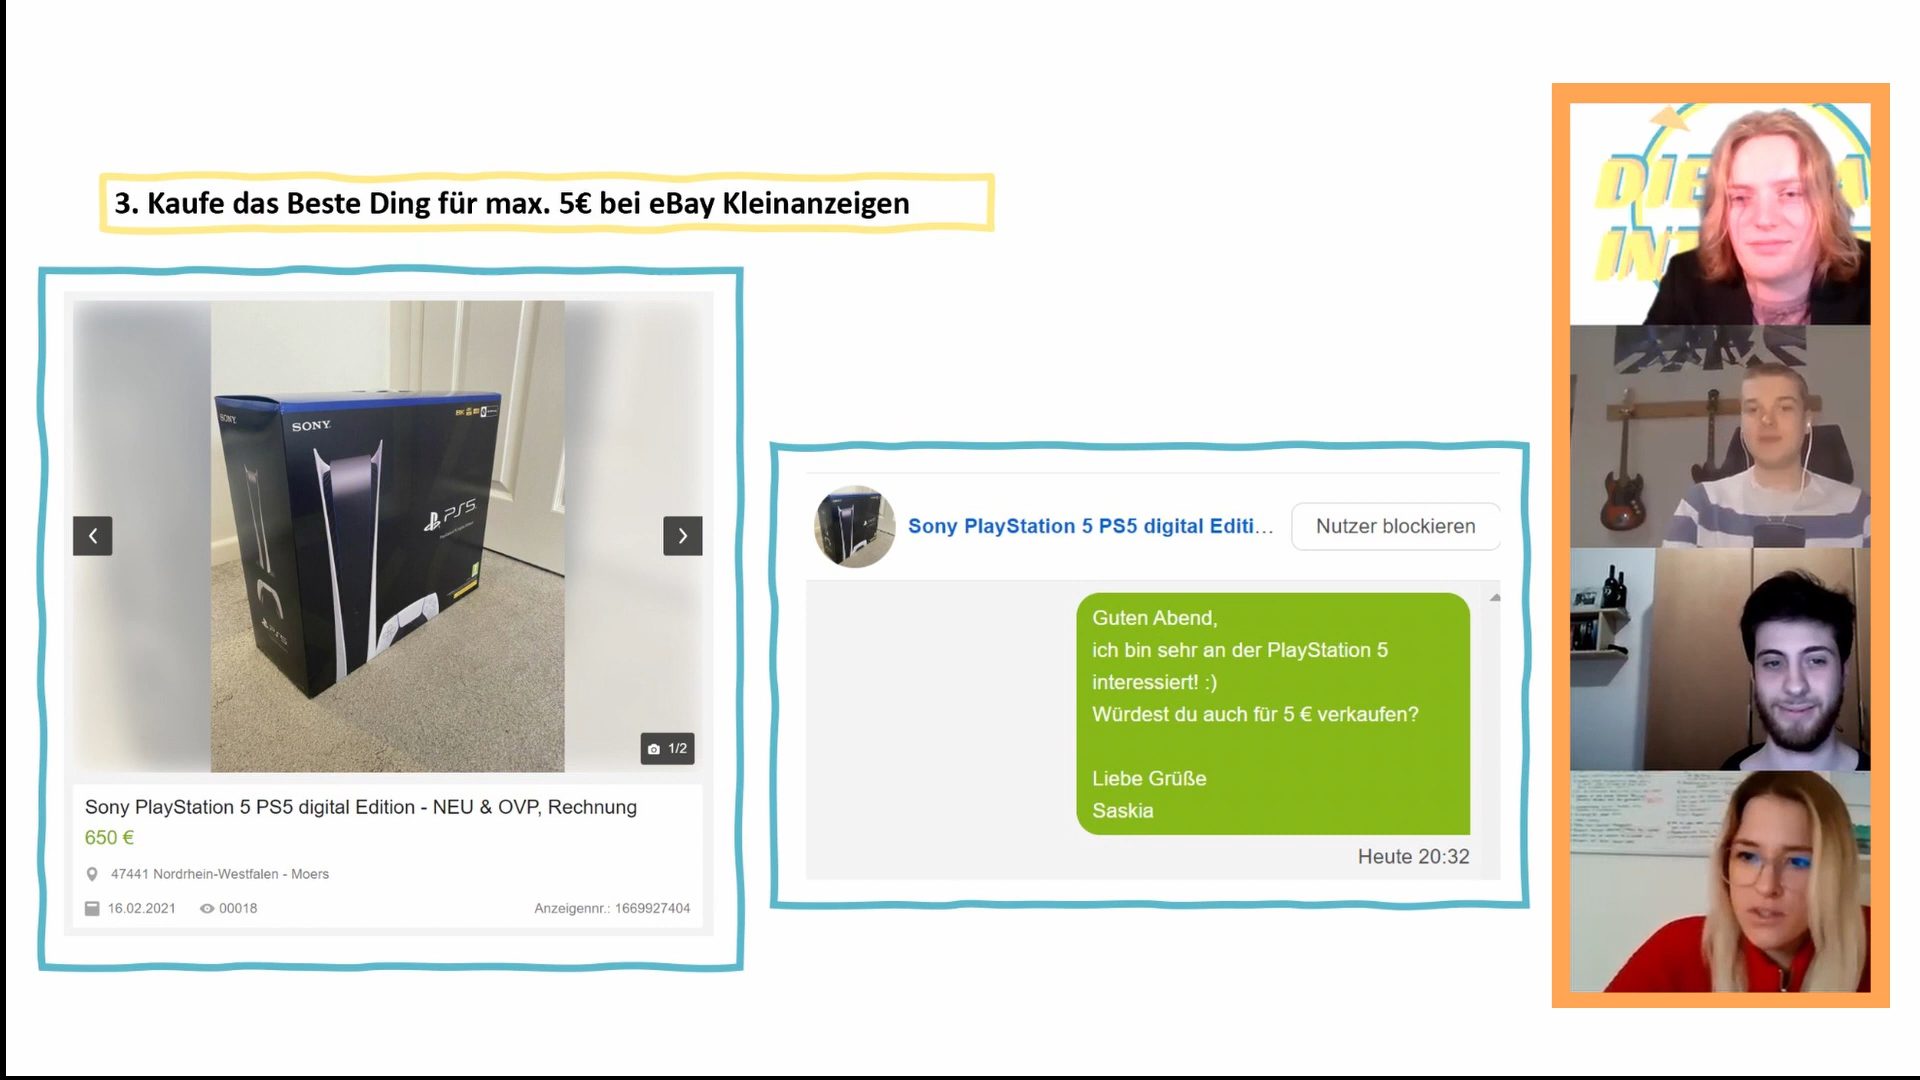 3. Kaufe das Beste Ding für max. 5€ bei eBay Kleinanzeigen
SONY
SONY
PS5
1/2
Sony PlayStation 5 PS5 digital Edition - NEU & OVP, Rechnung
650 €
47441 Nordrhein-Westfalen - Moers
16.02.2021 00018 Anzeigennr.: 1669927404
Sony PlayStation 5 PS5 digital Editi... Nutzer blockieren
Guten Abend,
ich bin sehr an der PlayStation 5
interessiert! :)
Würdest du auch für 5 € verkaufen?
Liebe Grüße
Saskia
Heute 20:32
DIE